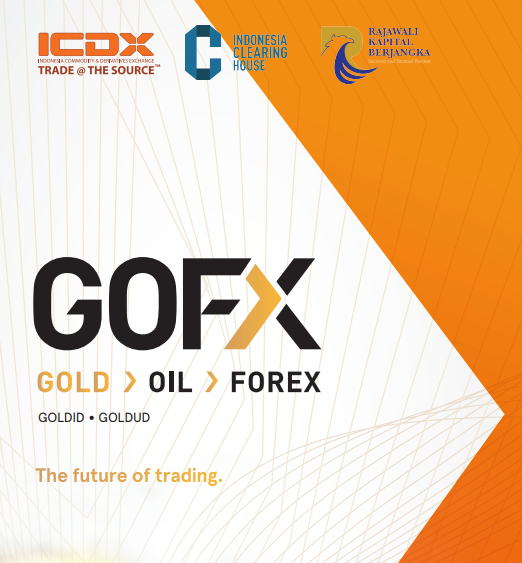 ICDX
INDONESIA COMMODITY & DERIVATIVES EXCHANGE
TRADE @ THE SOURCE™
INDONESIA
CLEARING
HOUSE
RAJAWALI
KAPITAL
BERJANGKA
GOFX
GOLD > OIL > FOREX
GOLDID • GOLDUD
The future of trading.